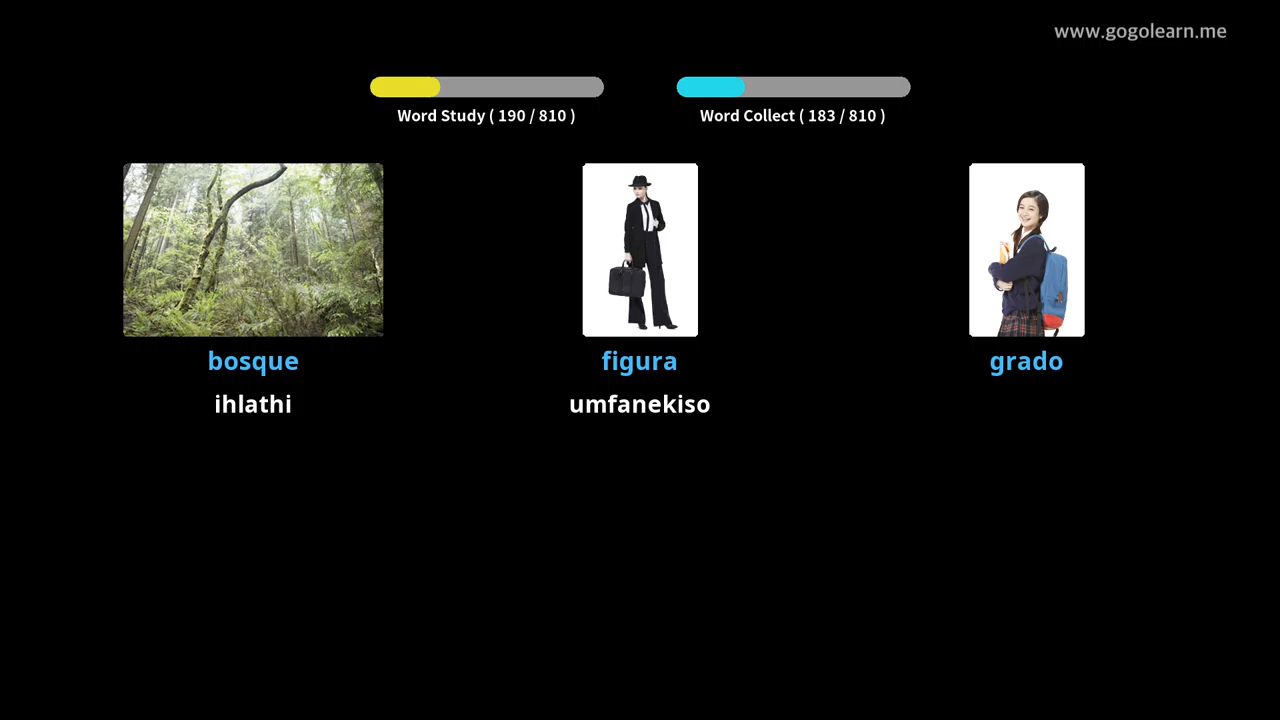 www.gogolearn.me
Word Study ( 190 / 810 )
Word Collect ( 183 / 810 )
bosque
ihlathi
figura
umfanekiso
grado